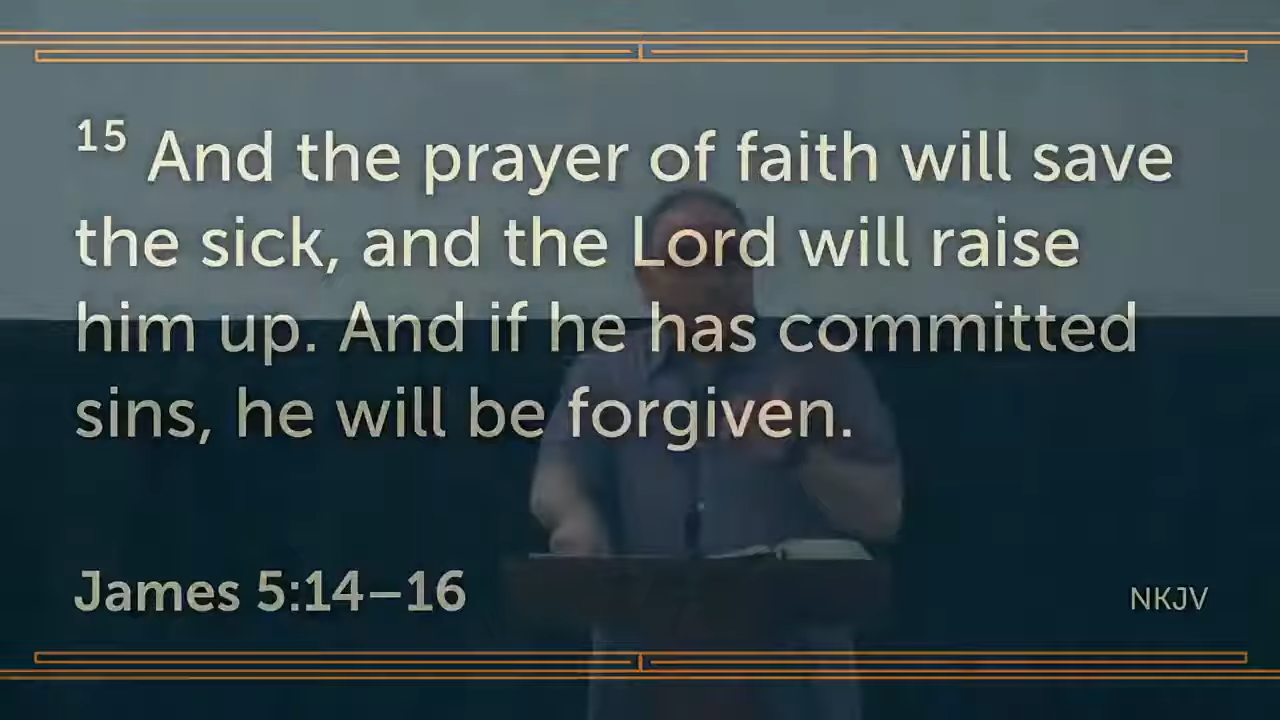 15 And the prayer of faith will save
the sick, and the Lord will raise
him up. And if he has committed
sins, he will be forgiven.
James 5:14–16
NKJV